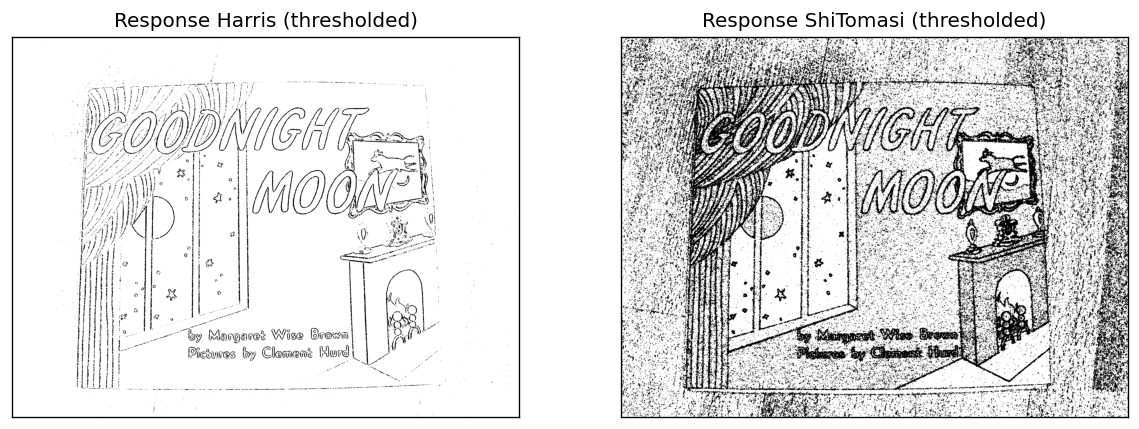 Response Harris (thresholded)
GOODNIGHT
MOON
by Margaret Wise Brown
Pictures by Clement Hurd
Response ShiTomasi (thresholded)
GOODNIGHT
MOON
by Margaret Wise Brown
Pictures by Clement Hurd